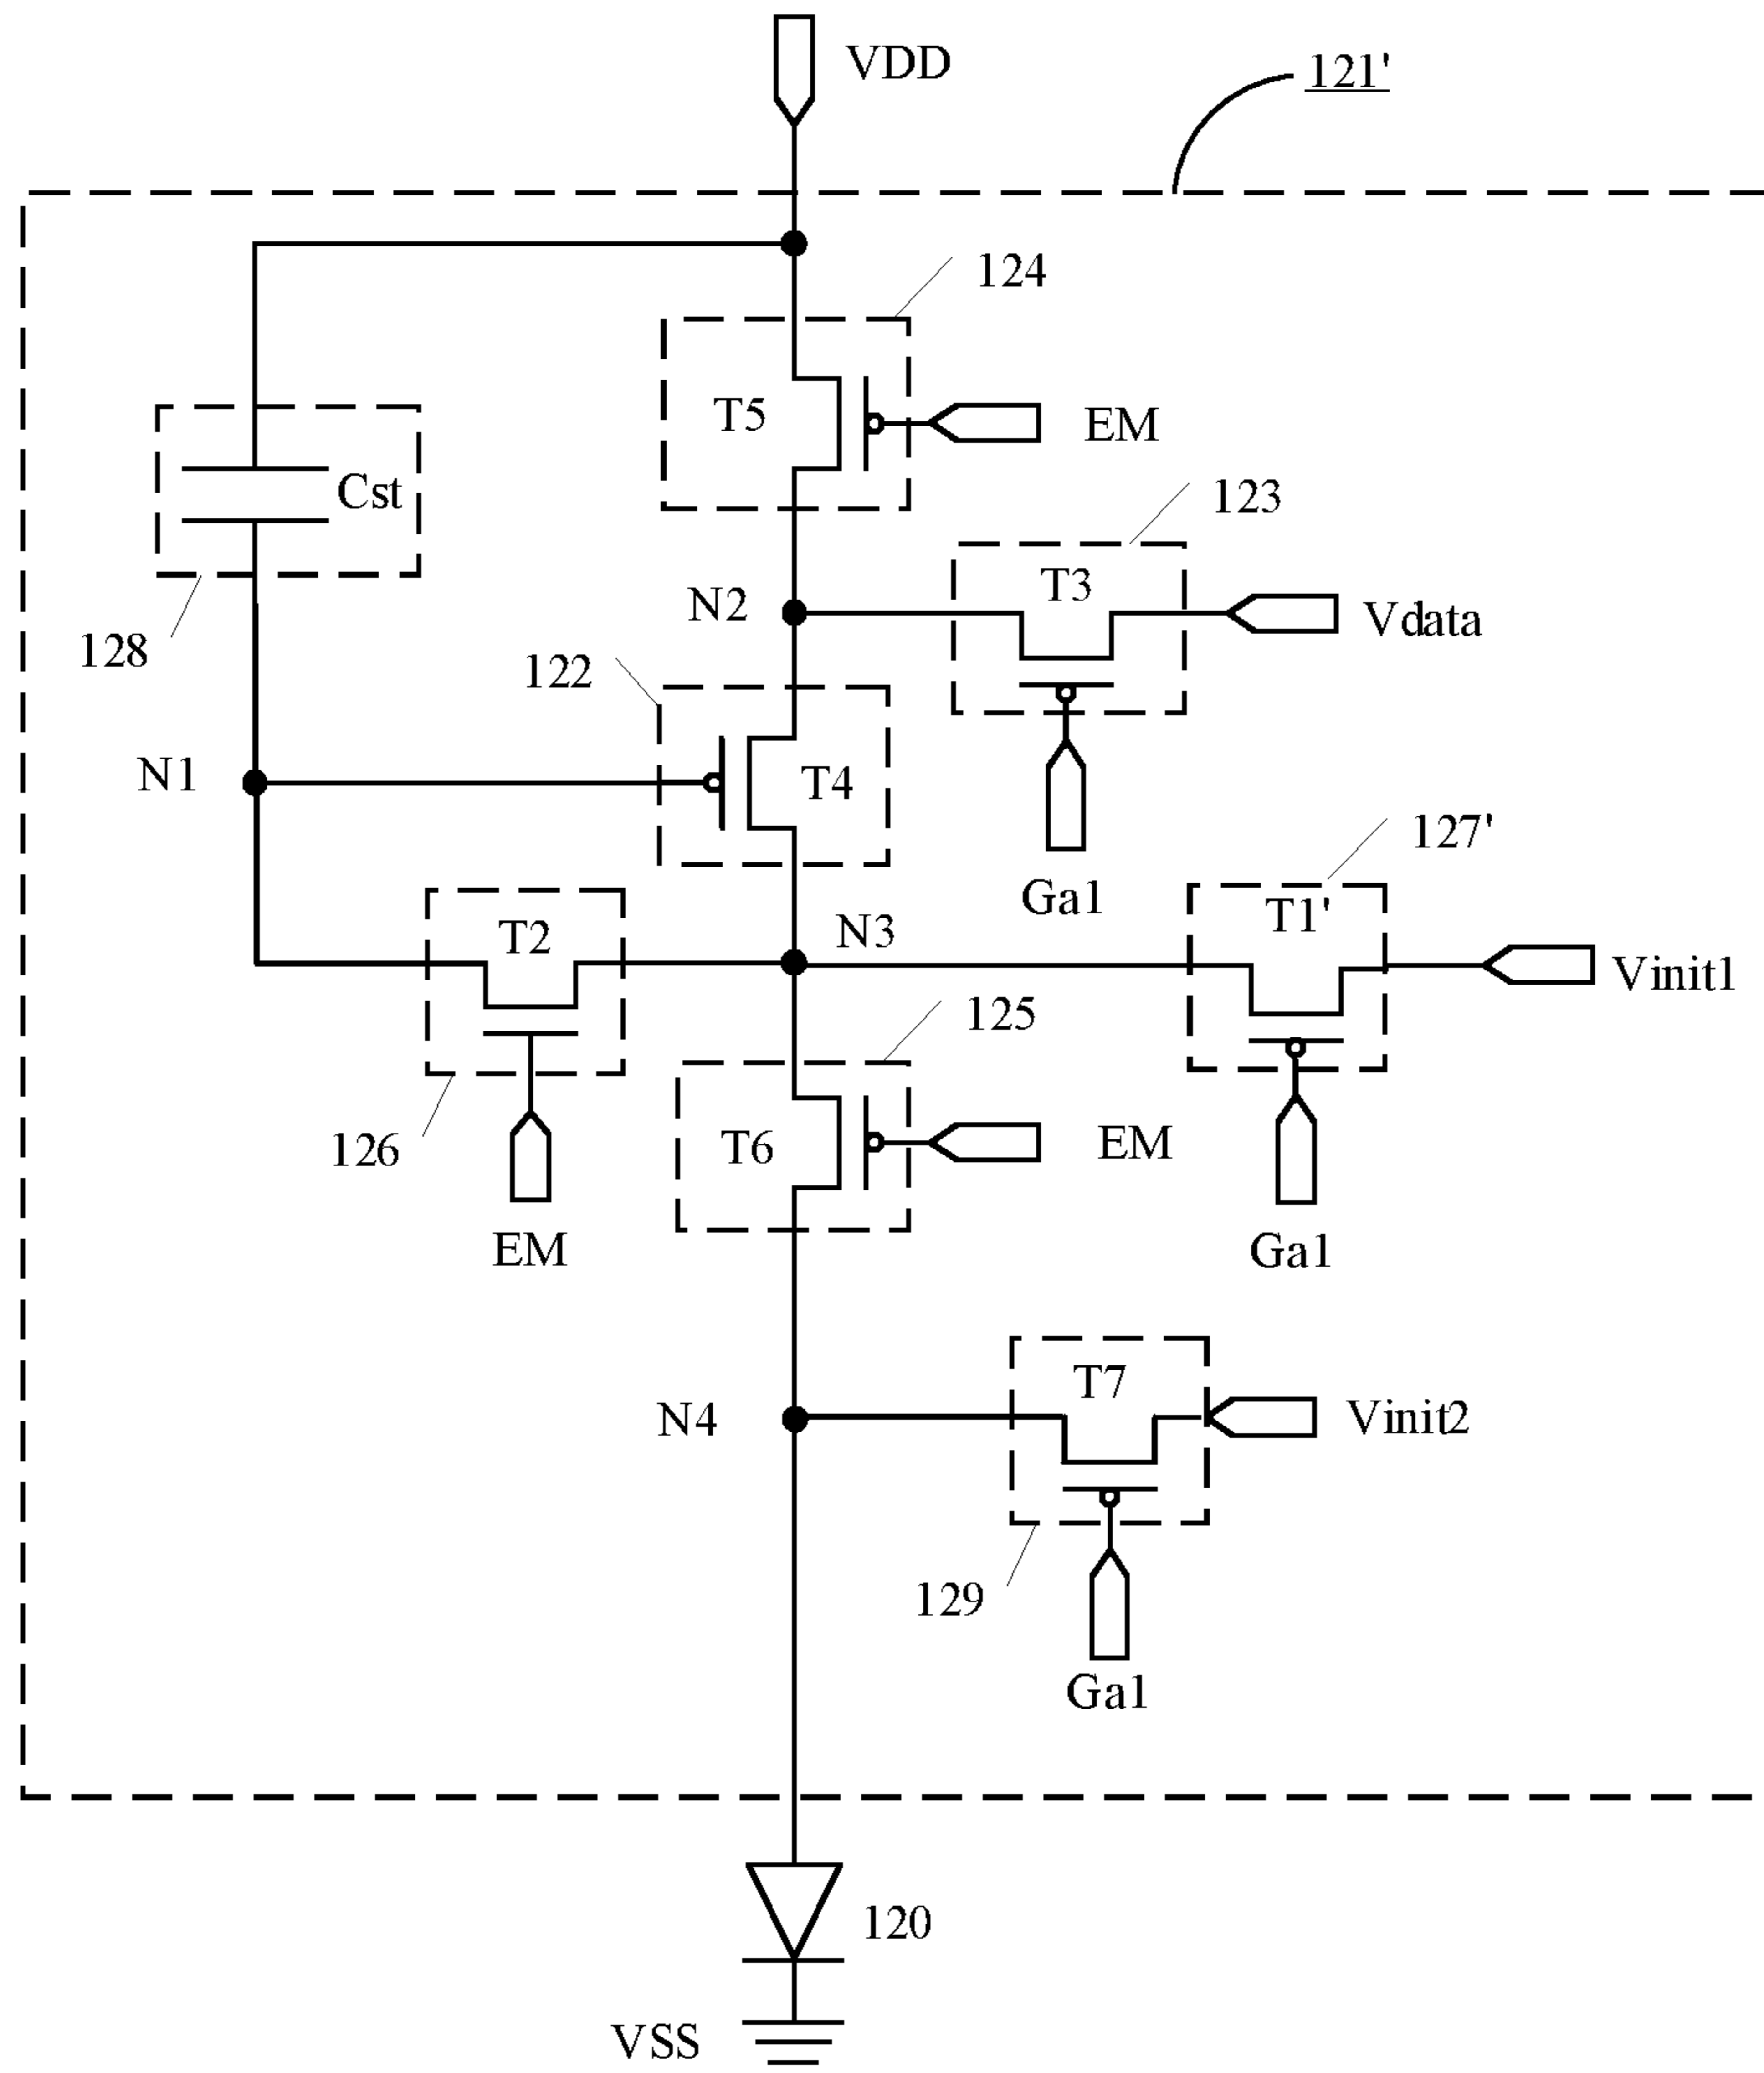 VDD
121'
124
T5
EM
Cst
123
T3
N2
Vdata
128
122
N1
T4
127'
Ga1
T1'
N3
T2
Vinit1
125
126
T6
EM
EM
Ga1
T7
N4
Vinit2
129
Ga1
120
VSS